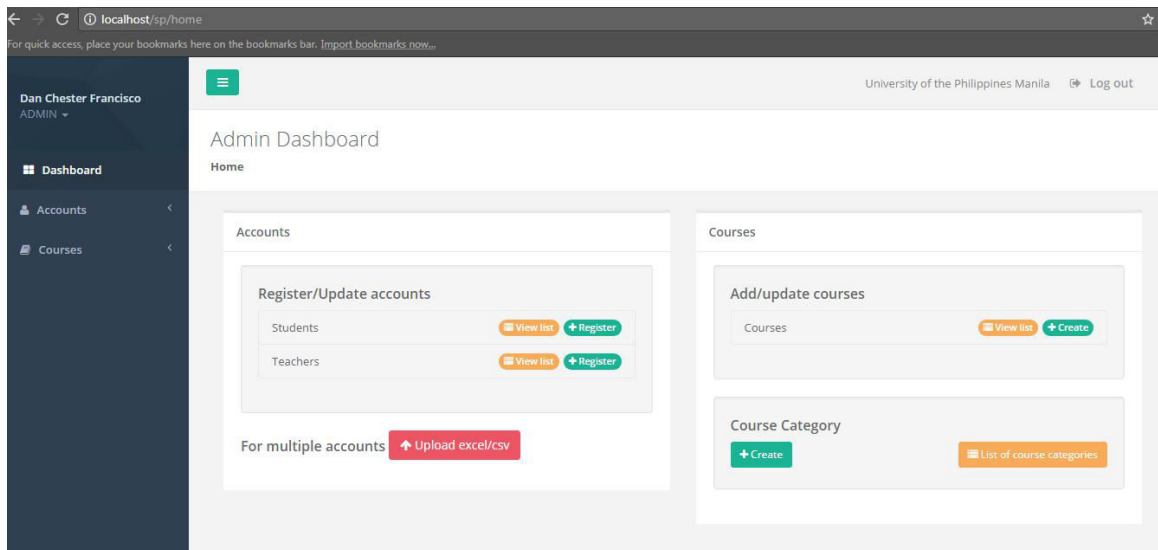 localhost/sp/home
For quick access, place your bookmarks here on the bookmarks bar. Import bookmarks now...
Dan Chester Francisco
ADMIN
Dashboard
Accounts
Courses
University of the Philippines Manila Log out
Admin Dashboard
Home
Accounts
Register/Update accounts
Students View list Register
Teachers View list Register
For multiple accounts Upload excel/csv
Courses
Add/update courses
Courses View list Create
Course Category
Create List of course categories